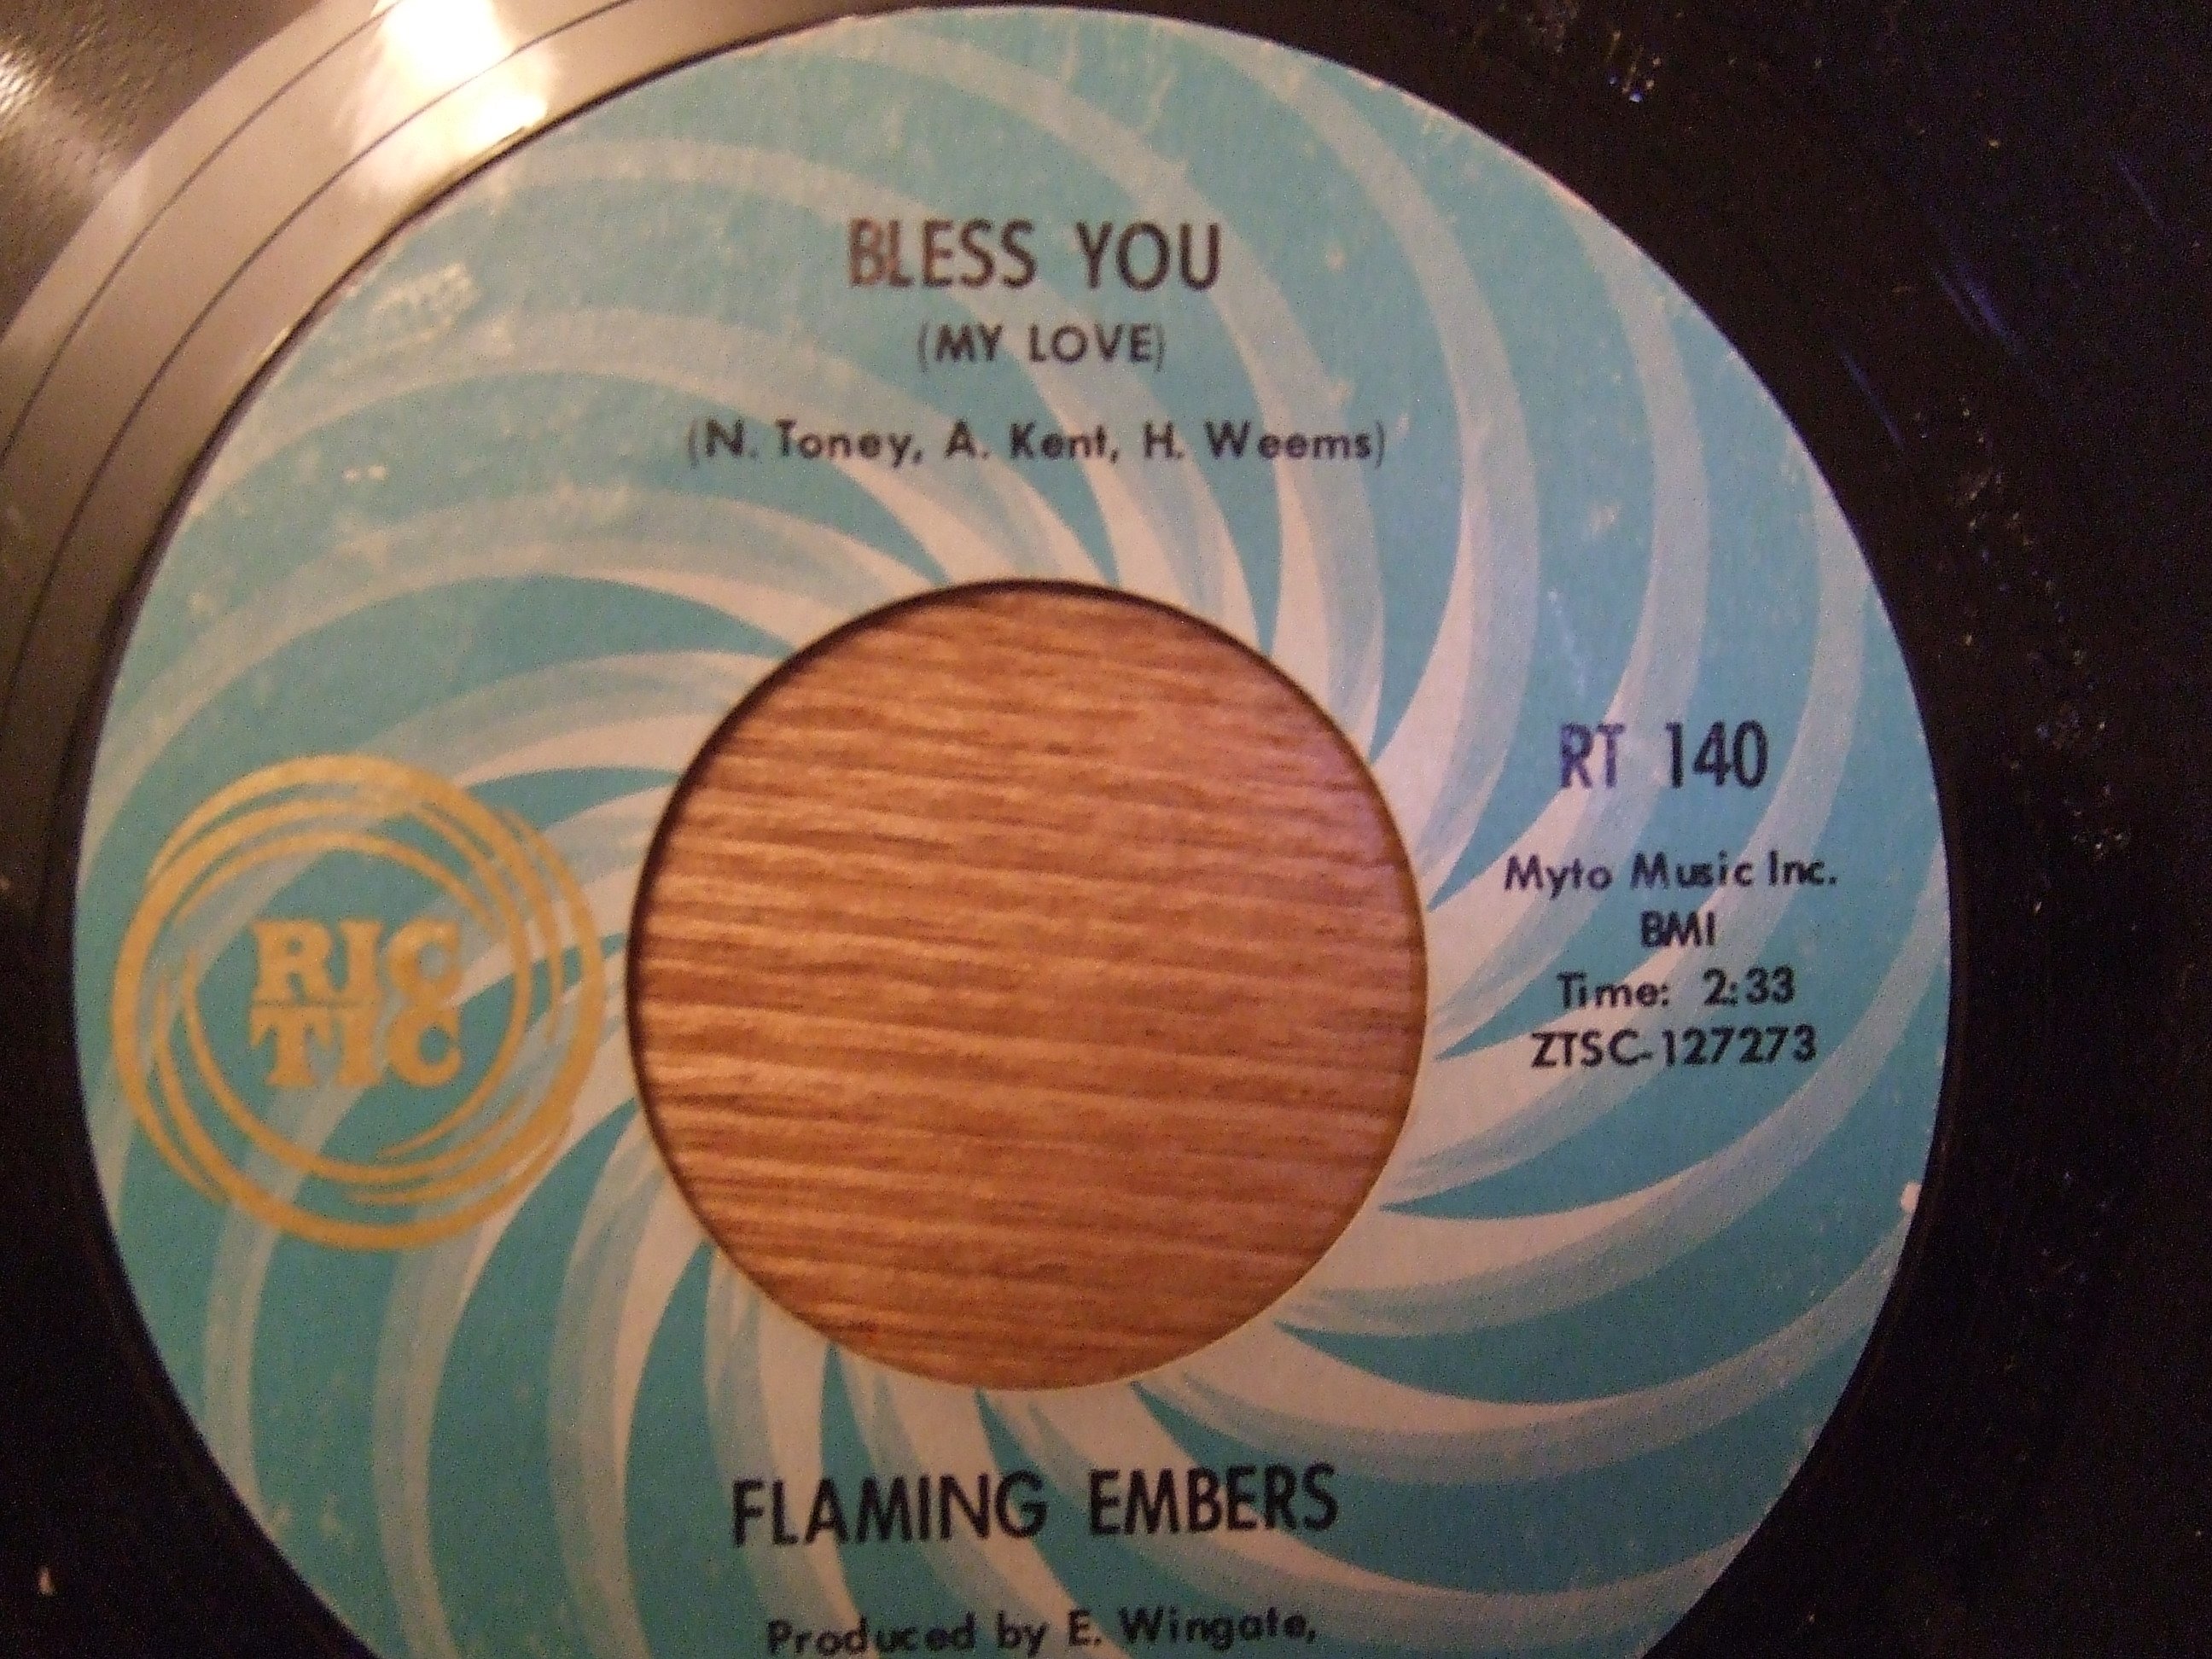 BLESS YOU
(MY LOVE)
(N. Toney, A. Kent, H. Weems)
RIC
TIC
RT 140
Myto Music Inc.
BMI
Time: 2:33
ZTSC-127273
FLAMING EMBERS
Produced by E. Wingate,